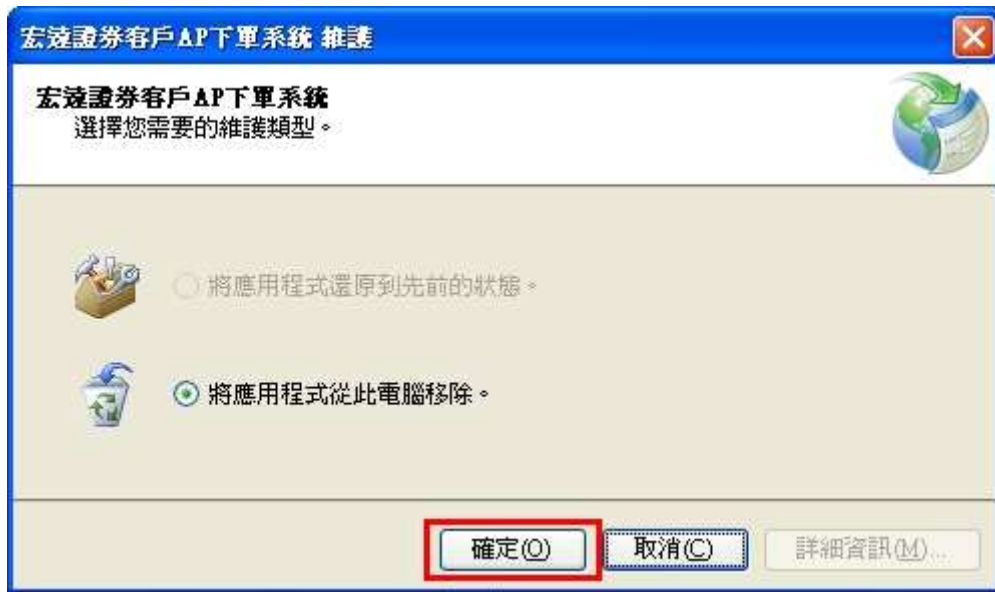 宏遠證券客戶AP下單系統 維護
宏遠證券客戶AP下單系統
選擇您需要的維護類型。
將應用程式還原到先前的狀態。
將應用程式從此電腦移除。
確定(O) 取消(C) 詳細資訊(M)...